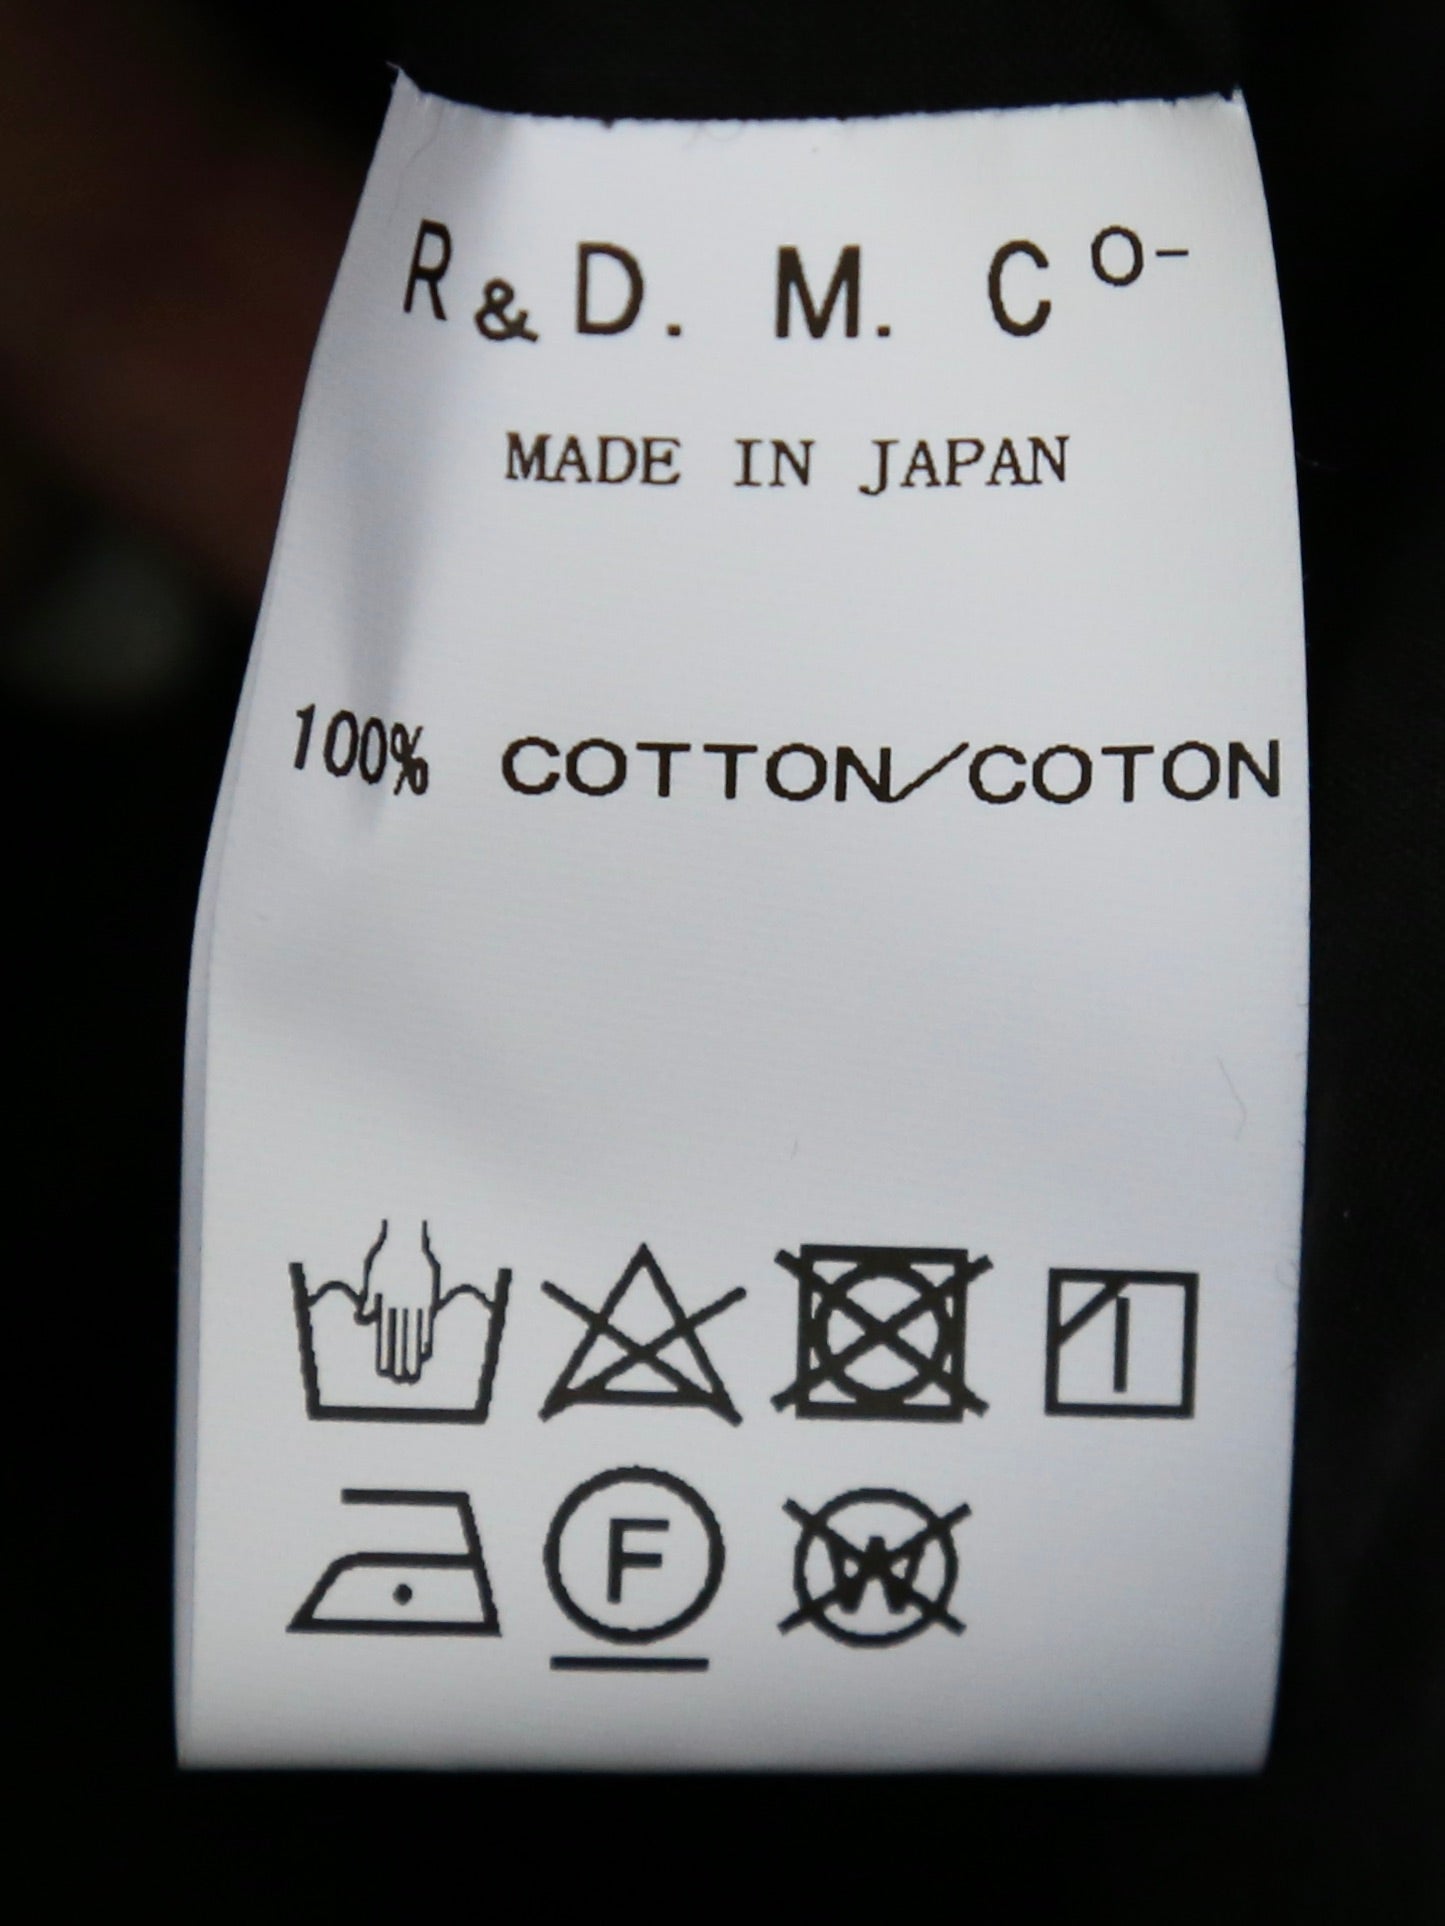 R&D. M. Co-
MADE IN JAPAN
100% COTTON/COTON
F
W